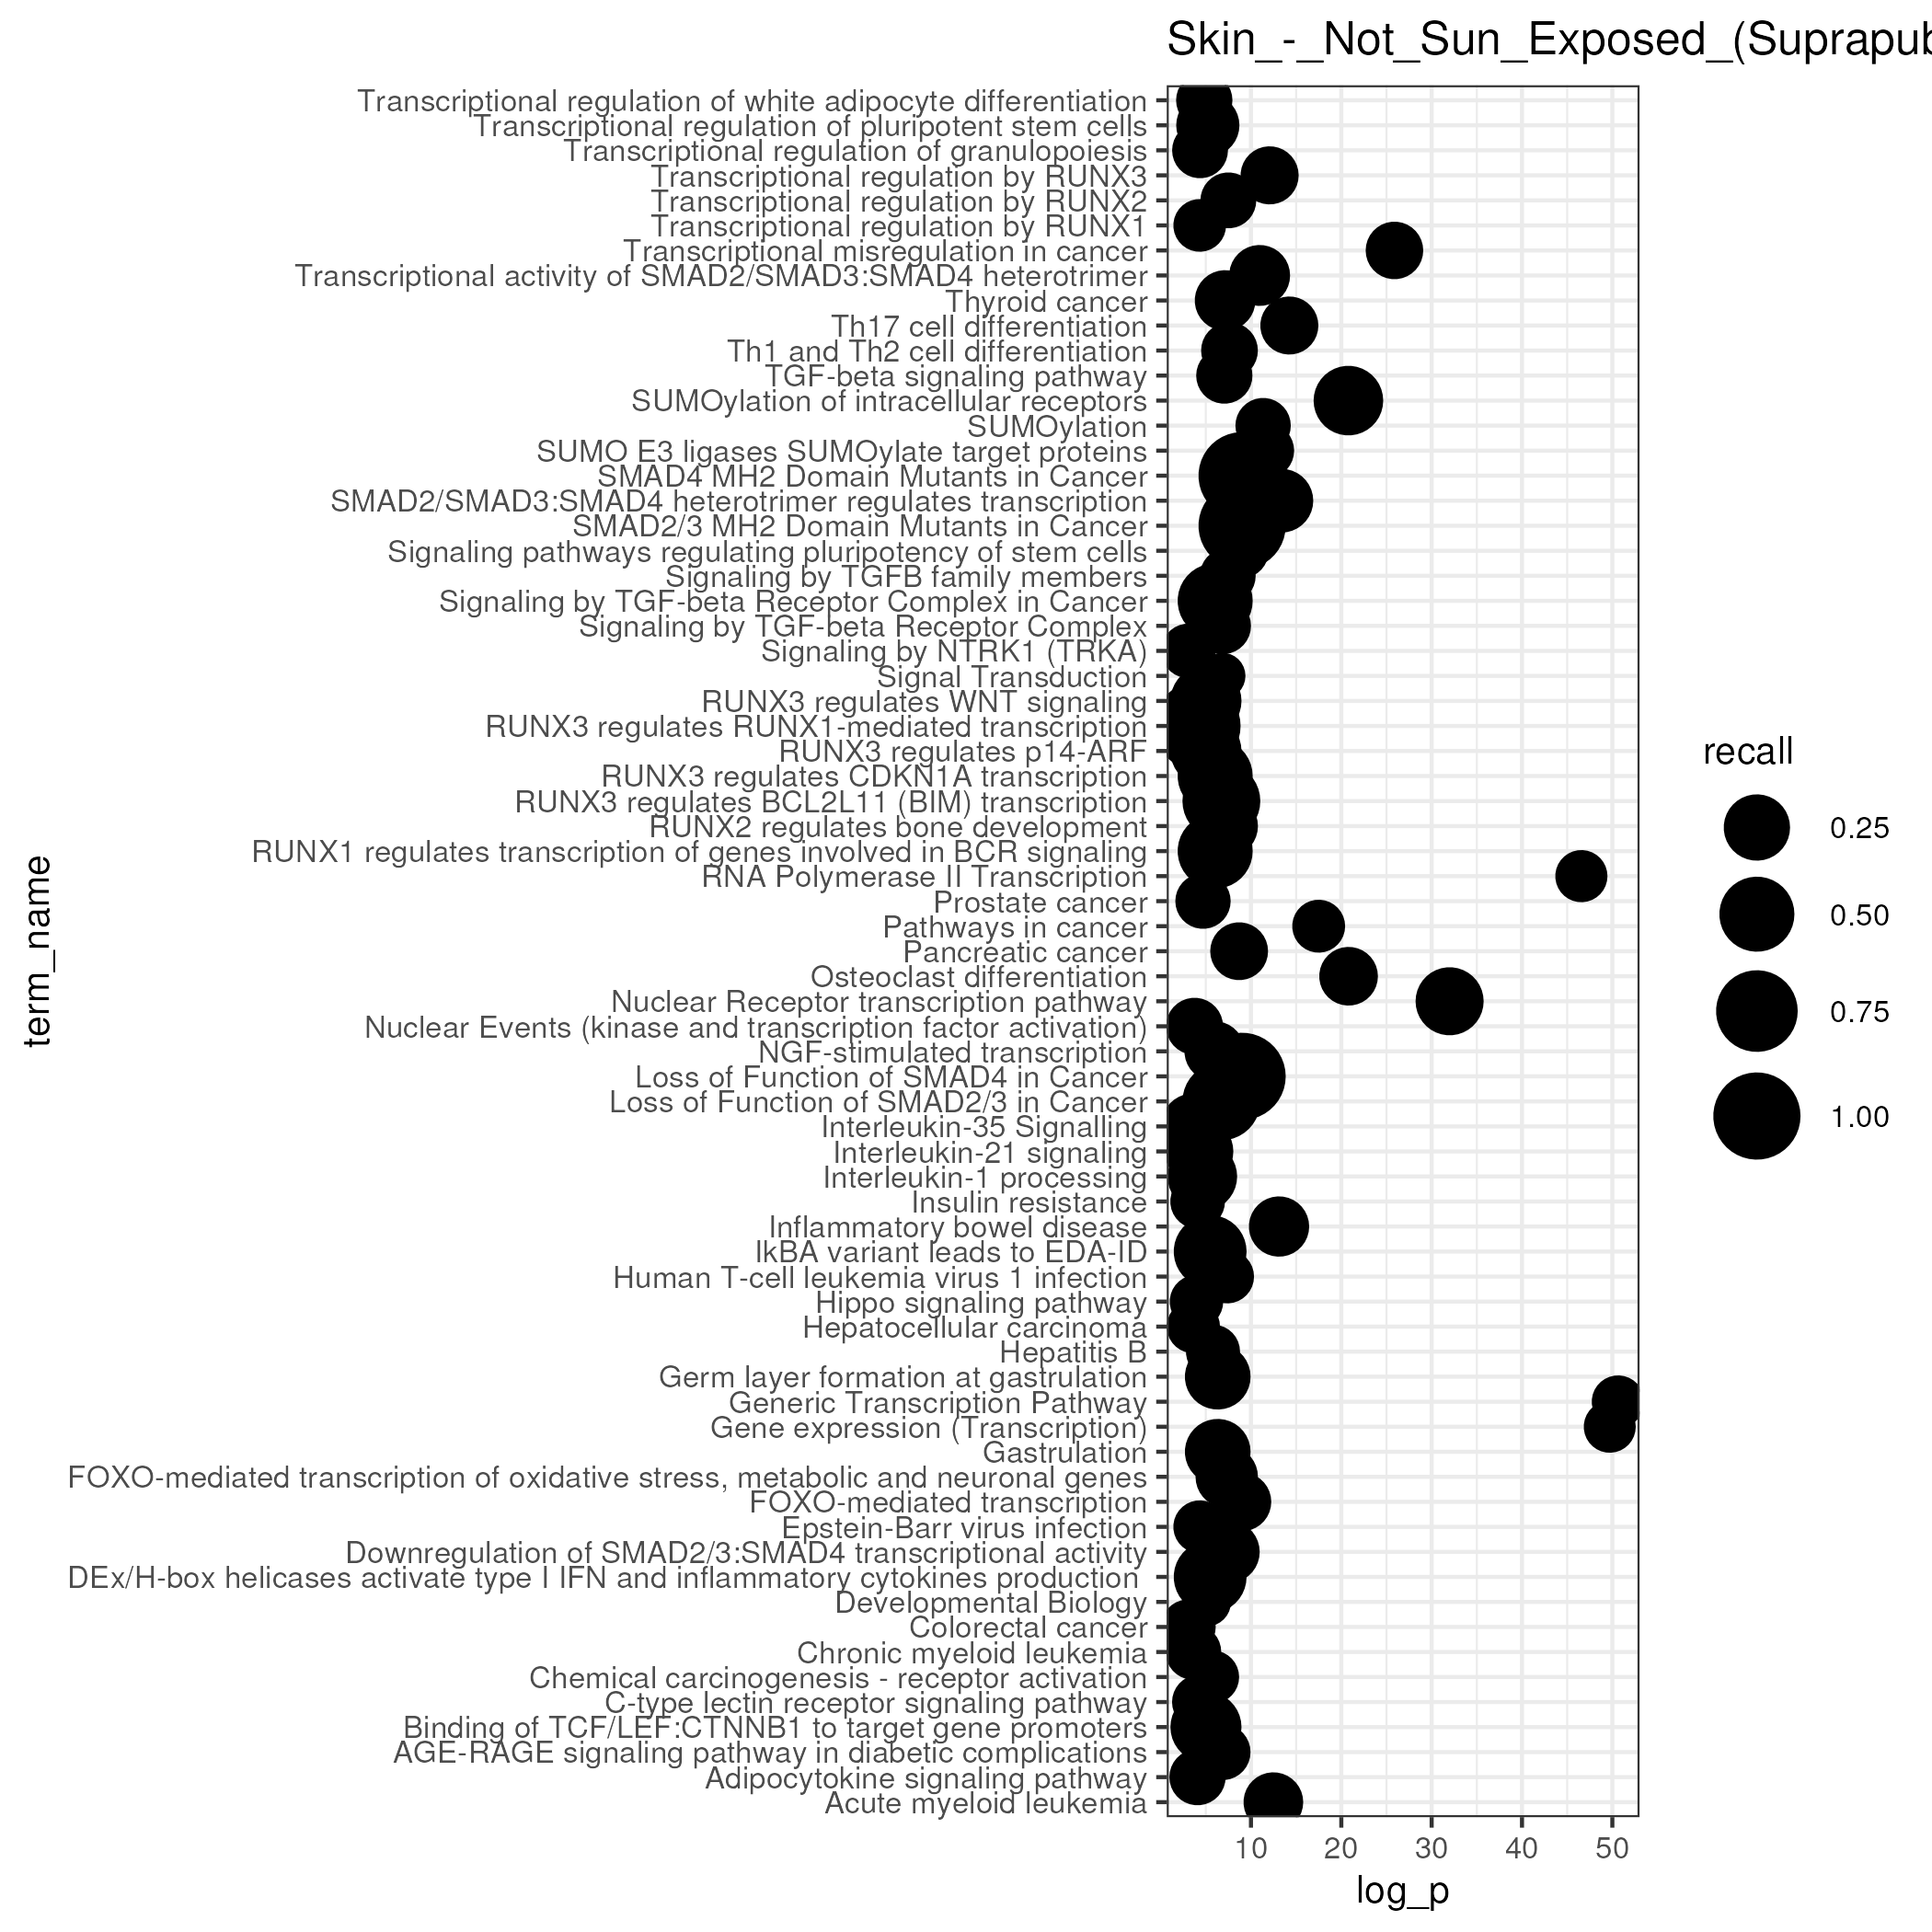 Skin_-_Not_Sun_Exposed_(Suprapub
Transcriptional regulation of white adipocyte differentiation
Transcriptional regulation of pluripotent stem cells
Transcriptional regulation of granulopoiesis
Transcriptional regulation by RUNX3
Transcriptional regulation by RUNX2
Transcriptional regulation by RUNX1
Transcriptional misregulation in cancer
Transcriptional activity of SMAD2/SMAD3:SMAD4 heterotrimer
Thyroid cancer
Th17 cell differentiation
Th1 and Th2 cell differentiation
TGF-beta signaling pathway
SUMOylation of intracellular receptors
SUMOylation
SUMO E3 ligases SUMOylate target proteins
SMAD4 MH2 Domain Mutants in Cancer
SMAD2/SMAD3:SMAD4 heterotrimer regulates transcription
SMAD2/3 MH2 Domain Mutants in Cancer
Signaling pathways regulating pluripotency of stem cells
Signaling by TGFB family members
Signaling by TGF-beta Receptor Complex in Cancer
Signaling by TGF-beta Receptor Complex
Signaling by NTRK1 (TRKA)
Signal Transduction
RUNX3 regulates WNT signaling
RUNX3 regulates RUNX1-mediated transcription
RUNX3 regulates p14-ARF
RUNX3 regulates CDKN1A transcription
RUNX3 regulates BCL2L11 (BIM) transcription
RUNX2 regulates bone development
RUNX1 regulates transcription of genes involved in BCR signaling
RNA Polymerase II Transcription
Prostate cancer
Pathways in cancer
Pancreatic cancer
Osteoclast differentiation
Nuclear Receptor transcription pathway
Nuclear Events (kinase and transcription factor activation)
NGF-stimulated transcription
Loss of Function of SMAD4 in Cancer
Loss of Function of SMAD2/3 in Cancer
Interleukin-35 Signalling
Interleukin-21 signaling
Interleukin-1 processing
Insulin resistance
Inflammatory bowel disease
IkBA variant leads to EDA-ID
Human T-cell leukemia virus 1 infection
Hippo signaling pathway
Hepatocellular carcinoma
Hepatitis B
Germ layer formation at gastrulation
Generic Transcription Pathway
Gene expression (Transcription)
Gastrulation
FOXO-mediated transcription of oxidative stress, metabolic and neuronal genes
FOXO-mediated transcription
Epstein-Barr virus infection
Downregulation of SMAD2/3:SMAD4 transcriptional activity
DEx/H-box helicases activate type I IFN and inflammatory cytokines production
Developmental Biology
Colorectal cancer
Chronic myeloid leukemia
Chemical carcinogenesis - receptor activation
C-type lectin receptor signaling pathway
Binding of TCF/LEF:CTNNB1 to target gene promoters
AGE-RAGE signaling pathway in diabetic complications
Adipocytokine signaling pathway
Acute myeloid leukemia
term_name
10 20 30 40 50
log_p
recall
0.25
0.50
0.75
1.00